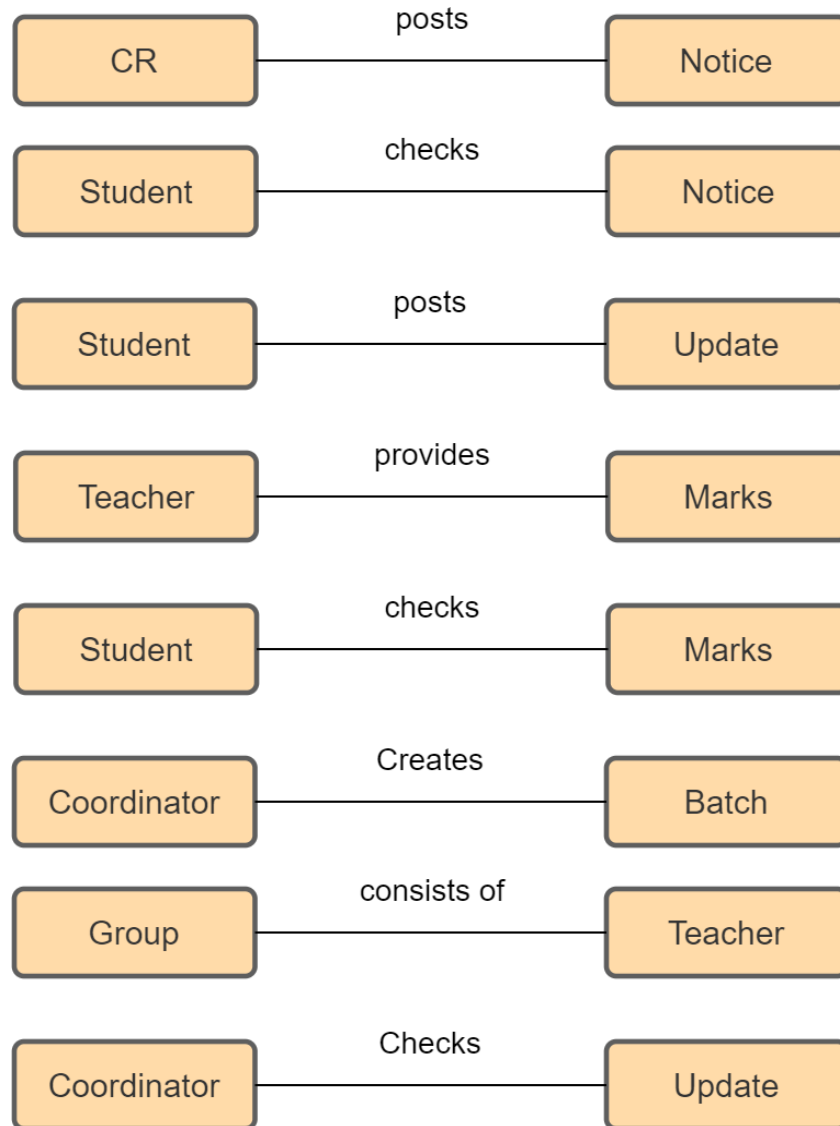 posts
CR Notice
checks
Student Notice
posts
Student Update
provides
Teacher Marks
checks
Student Marks
Creates
Coordinator Batch
consists of
Group Teacher
Checks
Coordinator Update